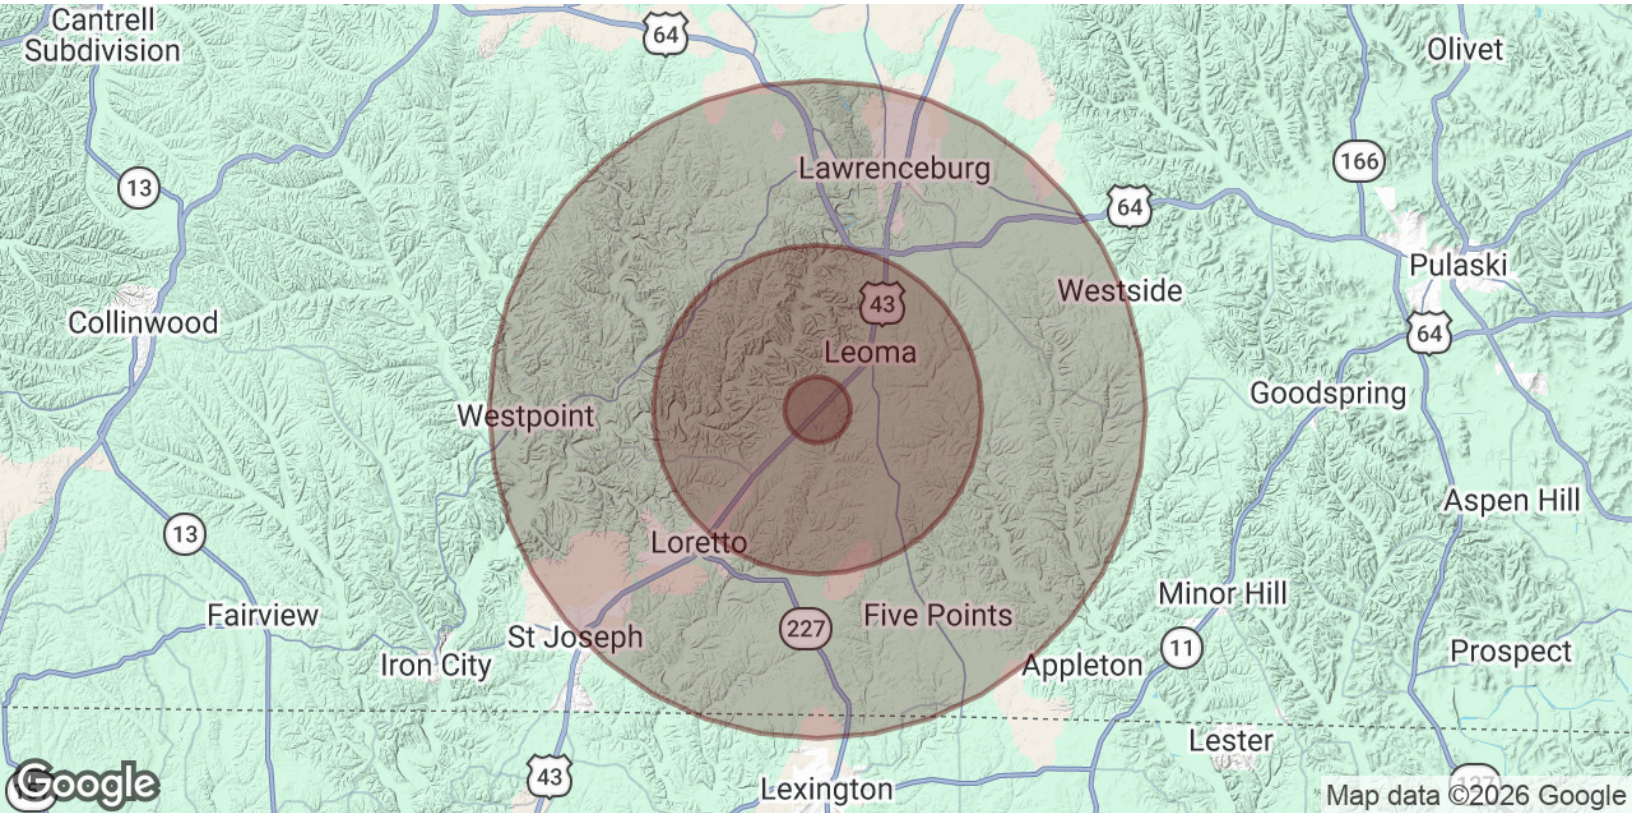 Cantrell
Subdivision
64
Olivet
13
Lawrenceburg
166
64
Pulaski
Westside
43
Collinwood
64
Leoma
Goodspring
Westpoint
Aspen Hill
13
Loretto
Minor Hill
Fairview
Five Points
227
St Joseph
11
Prospect
Iron City
Appleton
Lester
43
Google
Lexington
127
Map data ©2026 Google